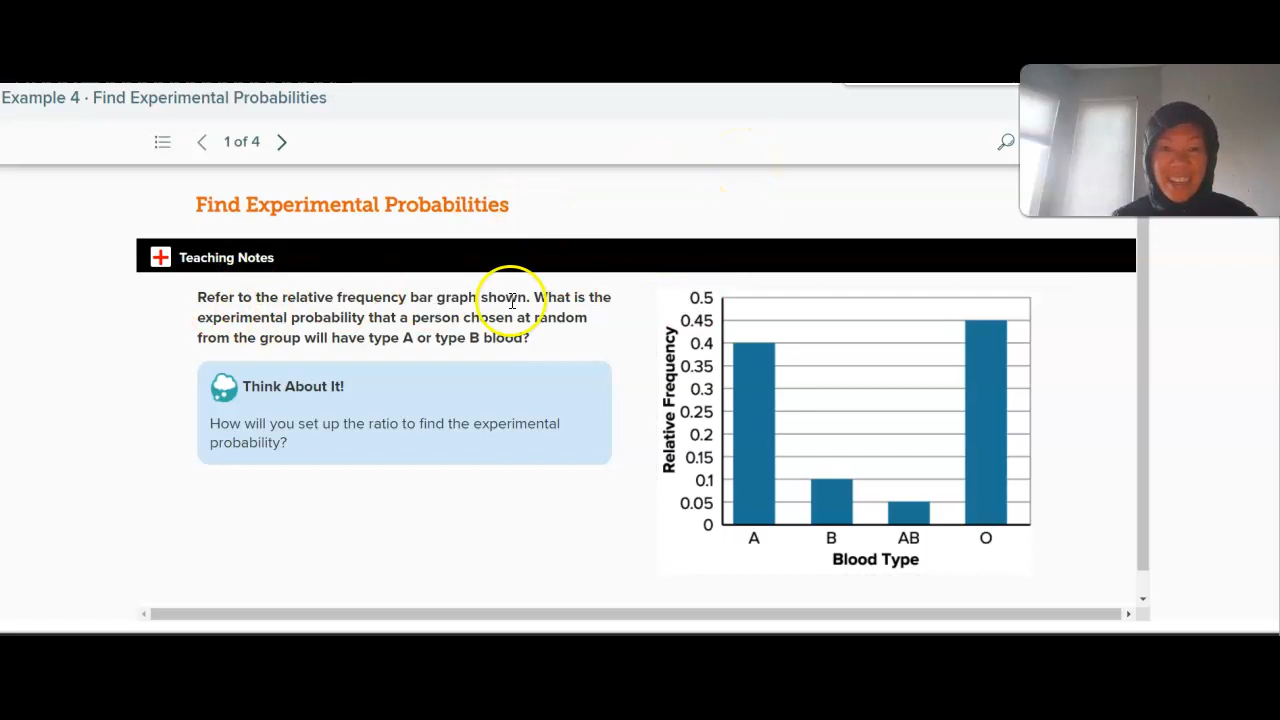 Example 4 · Find Experimental Probabilities
1 of 4
Find Experimental Probabilities
Teaching Notes
Refer to the relative frequency bar graph shown. What is the
experimental probability that a person chosen at random
from the group will have type A or type B blood?
Think About It!
How will you set up the ratio to find the experimental
probability?
Relative Frequency
0.5
0.45
0.4
0.35
0.3
0.25
0.2
0.15
0.1
0.05
0
A B AB O
Blood Type